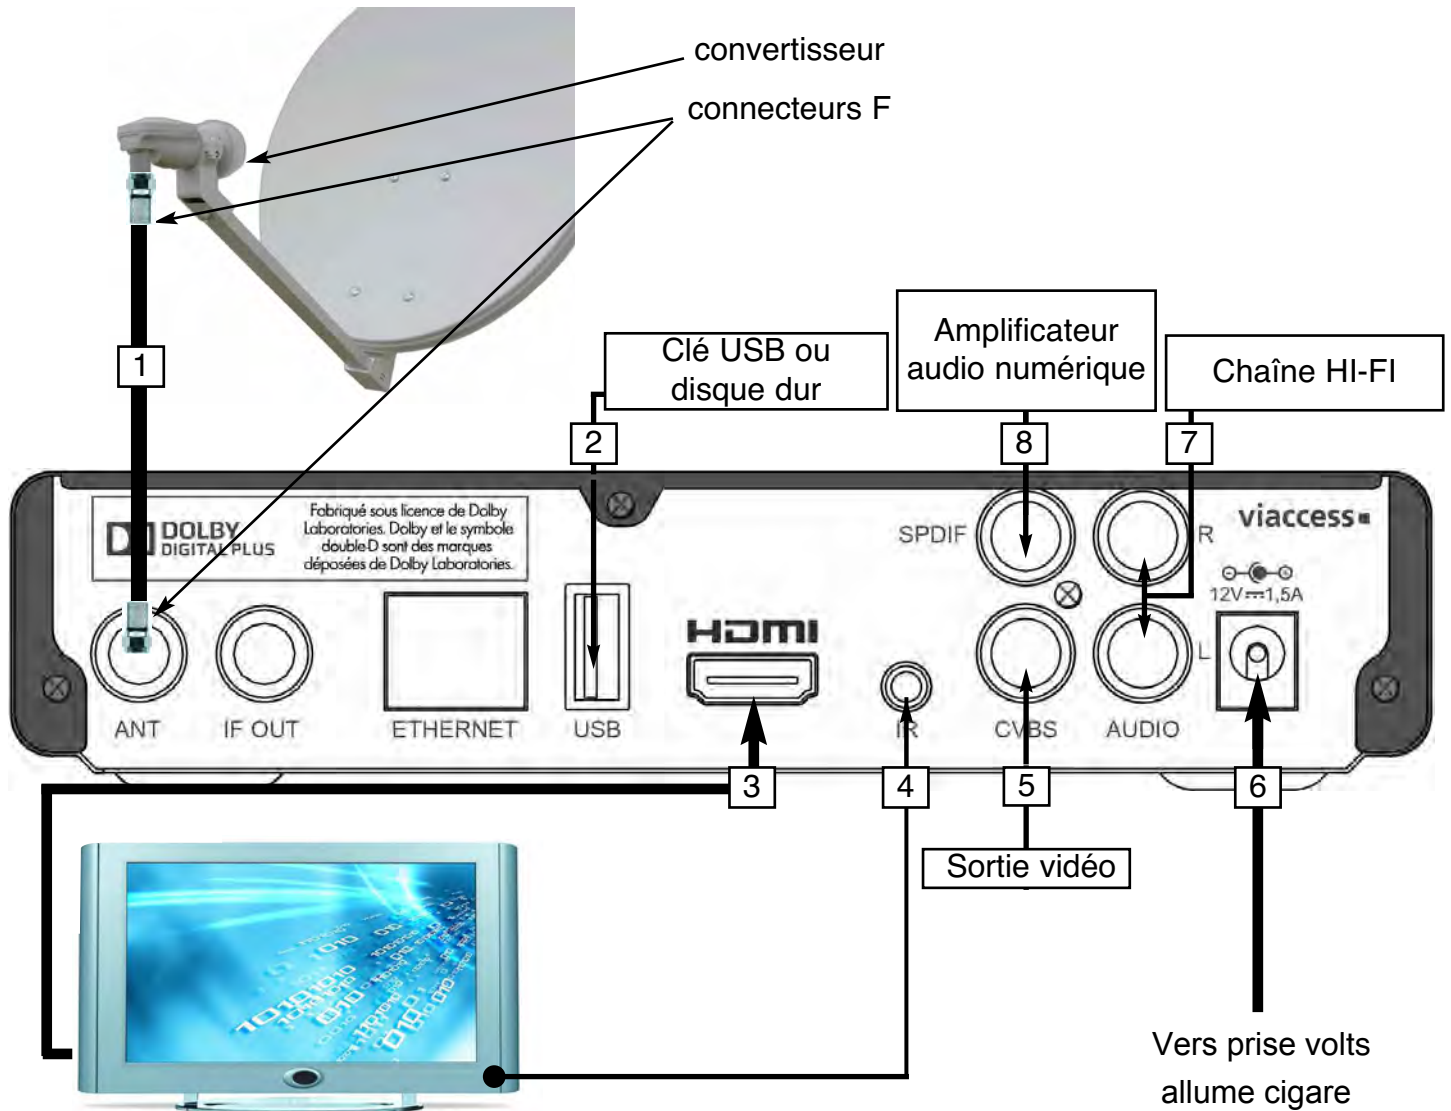 convertisseur
connecteurs F
1
Clé USB ou
disque dur
Amplificateur
audio numérique
Chaîne HI-FI
2
8
7
DOLBY
DIGITAL PLUS
Fabriqué sous licence de Dolby
Laboratories. Dolby et le symbole
double-D sont des marques
déposées de Dolby Laboratories.
SPDIF
R
viaccess
12V 1,5A
HDMI
L
ANT
IF OUT
ETHERNET
USB
IR
CVBS
AUDIO
3
4
5
6
Sortie vidéo
Vers prise volts
allume cigare